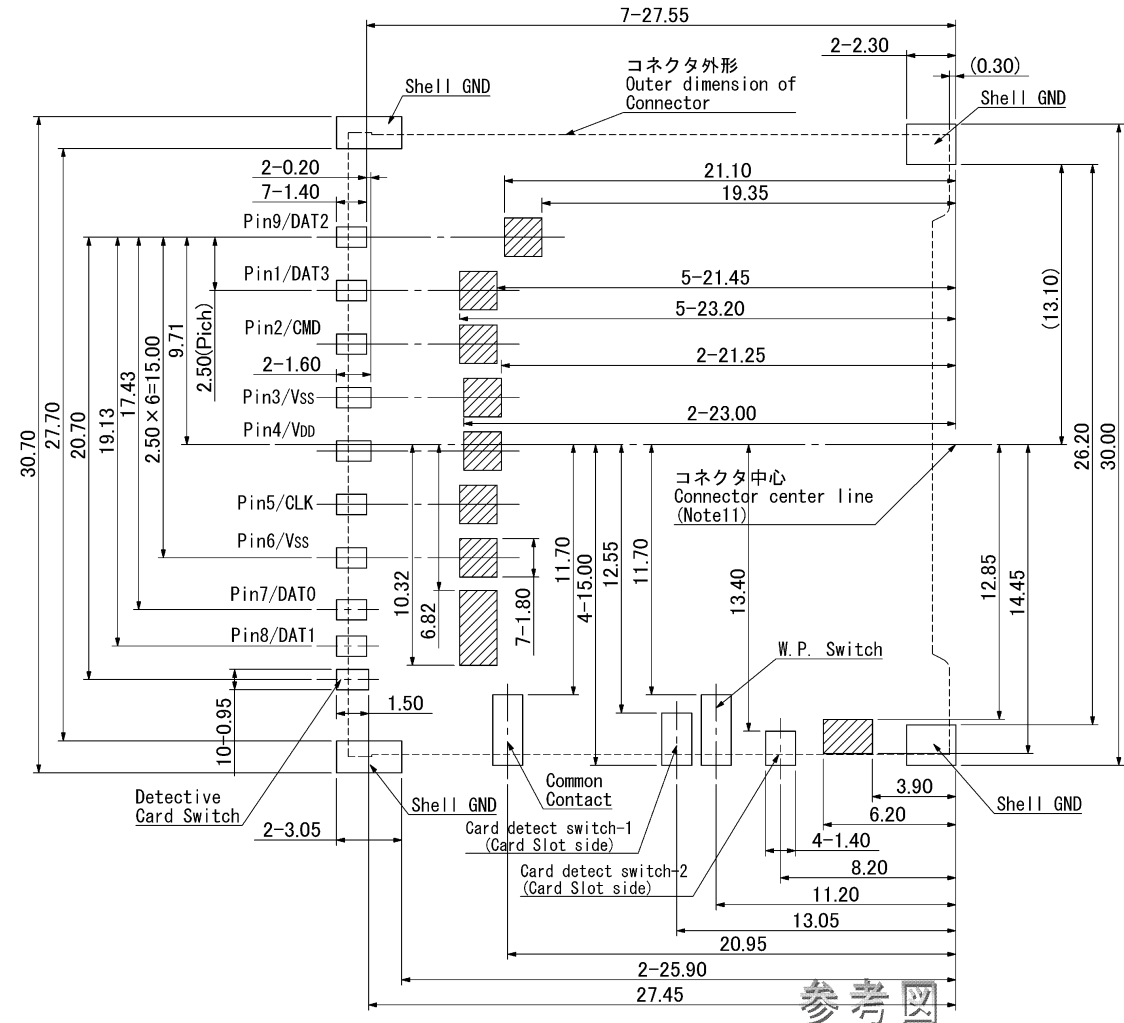 7-27.55
2-2.30
コネクタ外形
Outer dimension of
Connector
(0.30)
Shell GND
Shell GND
2-0.20
7-1.40
21.10
19.35
Pin9/DAT2
Pin1/DAT3
5-21.45
5-23.20
Pin2/CMD
2-1.60
2-21.25
Pin3/VSS
2-23.00
Pin4/VDD
コネクタ中心
Connector center line
(Note11)
Pin5/CLK
Pin6/VSS
Pin7/DAT0
Pin8/DAT1
30.70
27.70
20.70
19.13
17.43
2.50×6=15.00
9.71
2.50(Pich)
(13.10)
26.20
30.00
10.32
6.82
7-1.80
11.70
4-15.00
12.55
11.70
13.40
12.85
14.45
W.P. Switch
1.50
10-0.95
Detective
Card Switch
Shell GND
Common
Contact
3.90
Shell GND
2-3.05
Card detect switch-1
(Card Slot side)
6.20
4-1.40
Card detect switch-2
(Card Slot side)
8.20
11.20
13.05
20.95
2-25.90
27.45
参考図